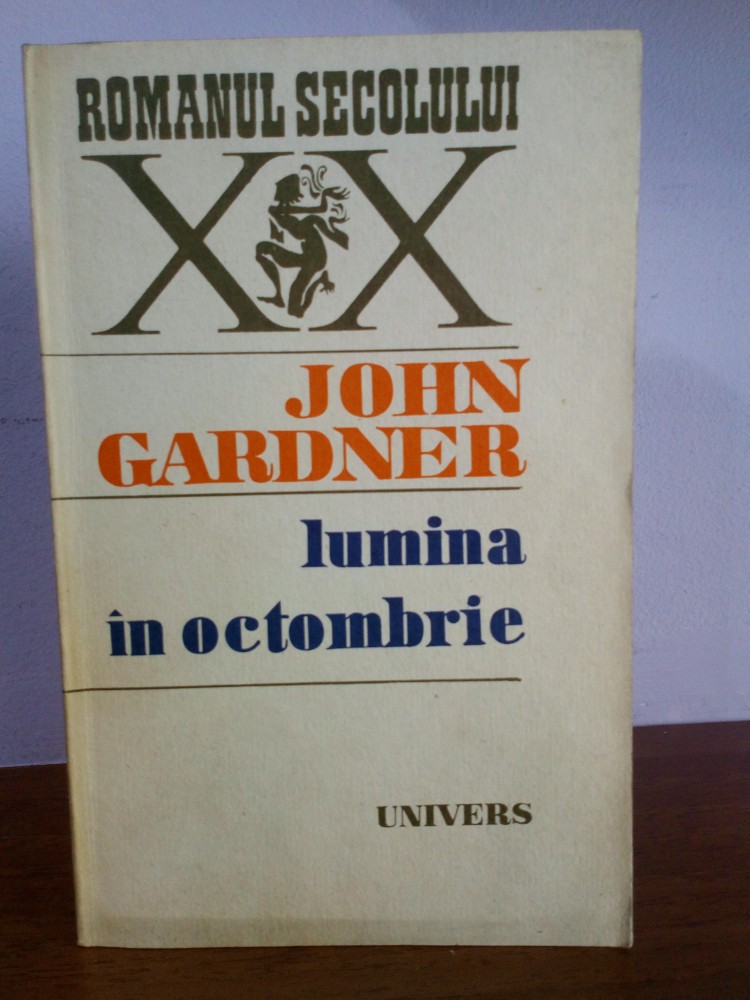 ROMANUL SECOLULUI
XX
JOHN
GARDNER
lumina
în octombrie
UNIVERS